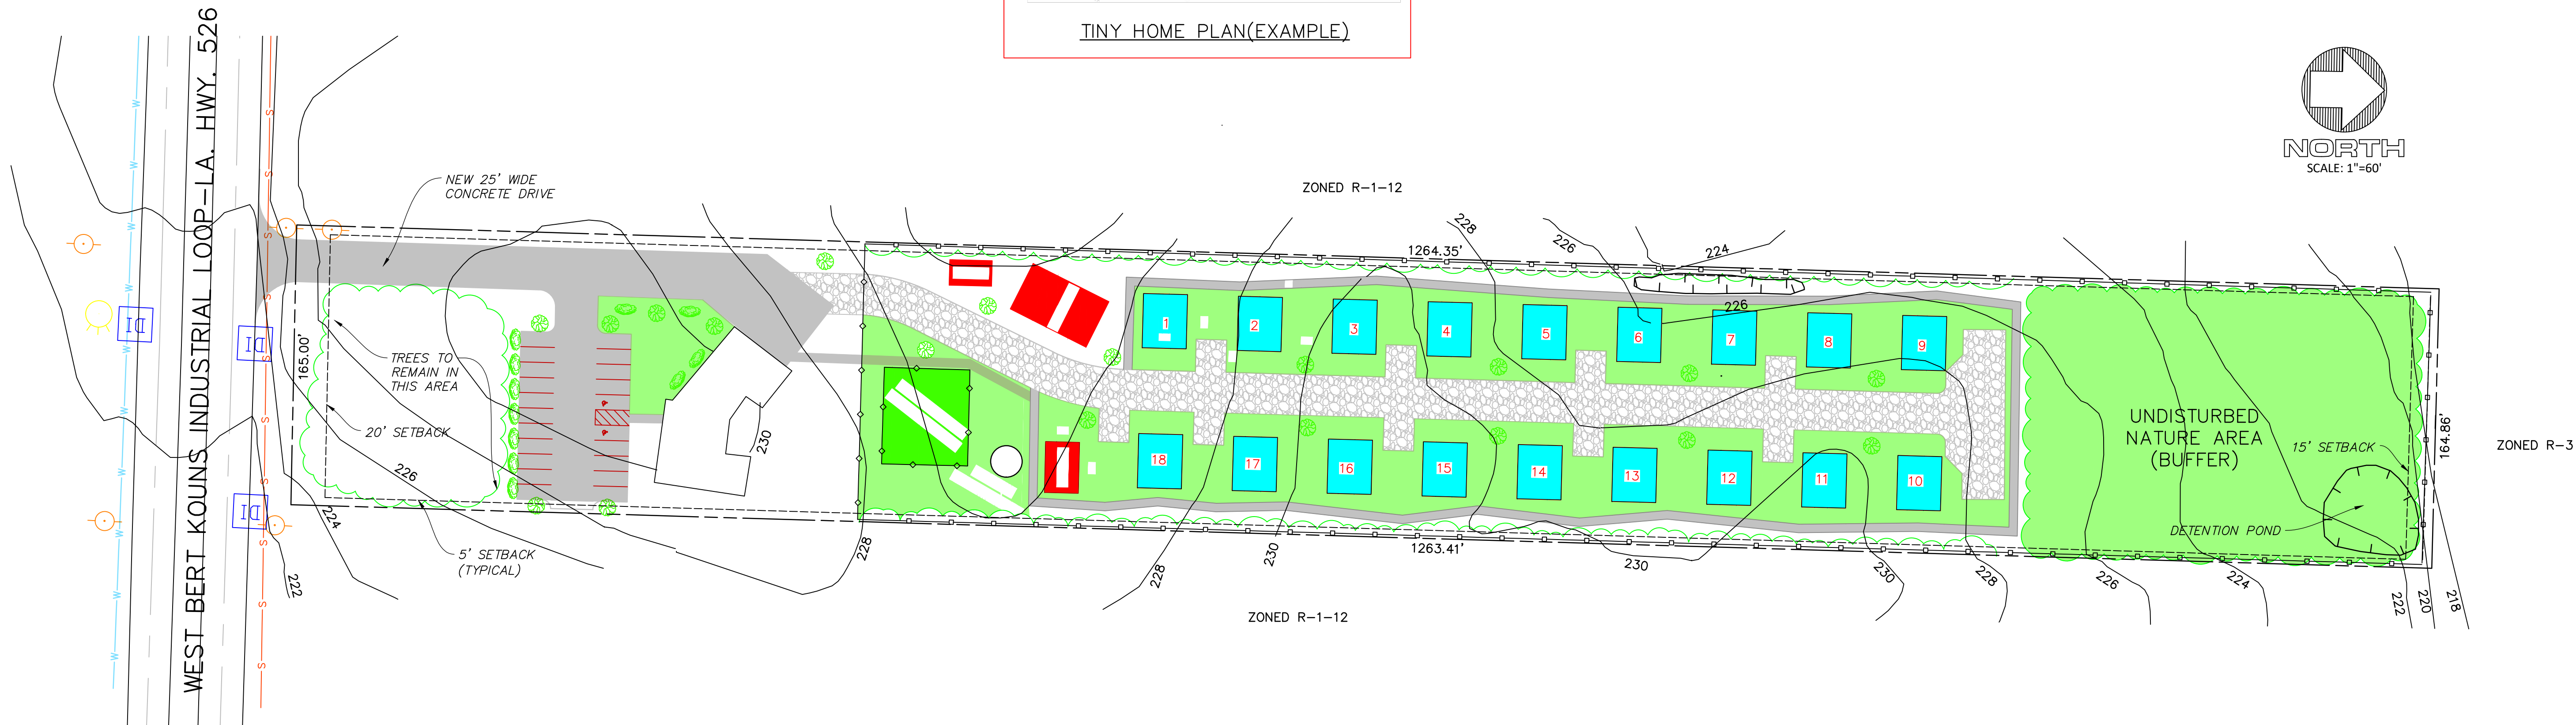 TINY HOME PLAN(EXAMPLE)
NORTH
SCALE: 1"=60'
WEST BERT KOUNS INDUSTRIAL LOOP-LA. HWY. 526
NEW 25' WIDE
CONCRETE DRIVE
ZONED R-1-12
1264.35'
228
226
224
226
165.00'
TREES TO
REMAIN IN
THIS AREA
20' SETBACK
226
224
222
5' SETBACK
(TYPICAL)
230
228
1
2
3
4
5
6
7
8
9
18
17
16
15
14
13
12
11
10
UNDISTURBED
NATURE AREA
(BUFFER)
15' SETBACK
DETENTION POND
164.86'
ZONED R-3
1263.41'
228
230
230
230
228
226
224
222
220
218
ZONED R-1-12
DI
DI
DI
W
W
W
W
W
W
W
W
W
W
S
S
S
S
S
S
S
S